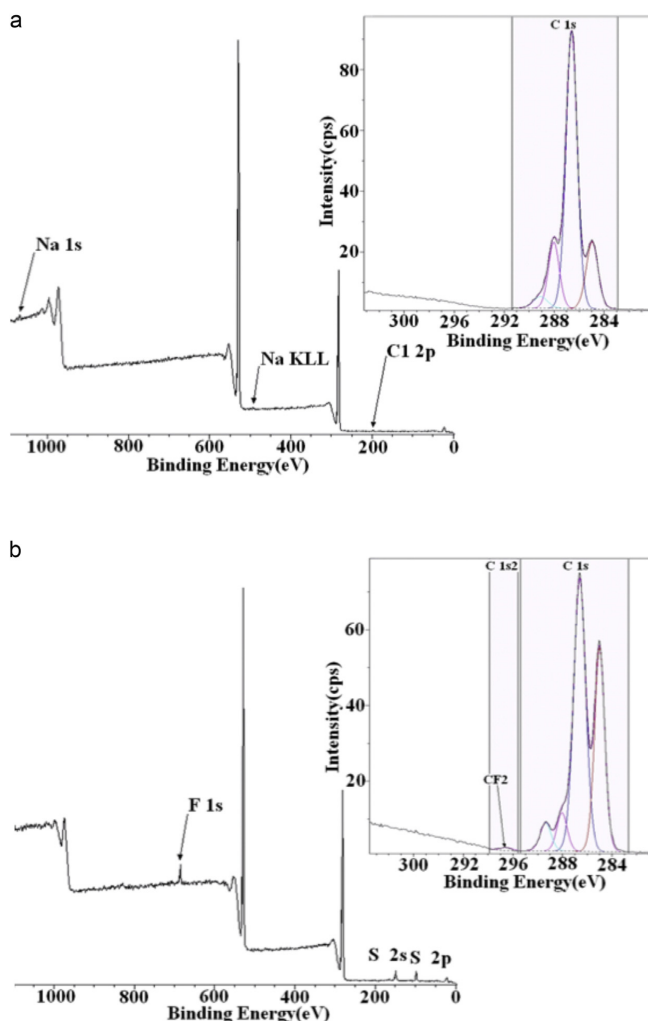 a
C 1s
80
60
40
20
Intensity(cps)
300 296 292 288 284
Binding Energy(eV)
Na 1s
Na KLL
C1 2p
1000 800 600 400 200 0
Binding Energy(eV)
b
C 1s2 C 1s
60
40
20
Intensity(cps)
CF2
300 292 296 288 284
Binding Energy(eV)
F 1s
S 2s S 2p
1000 800 600 400 200 0
Binding Energy(eV)